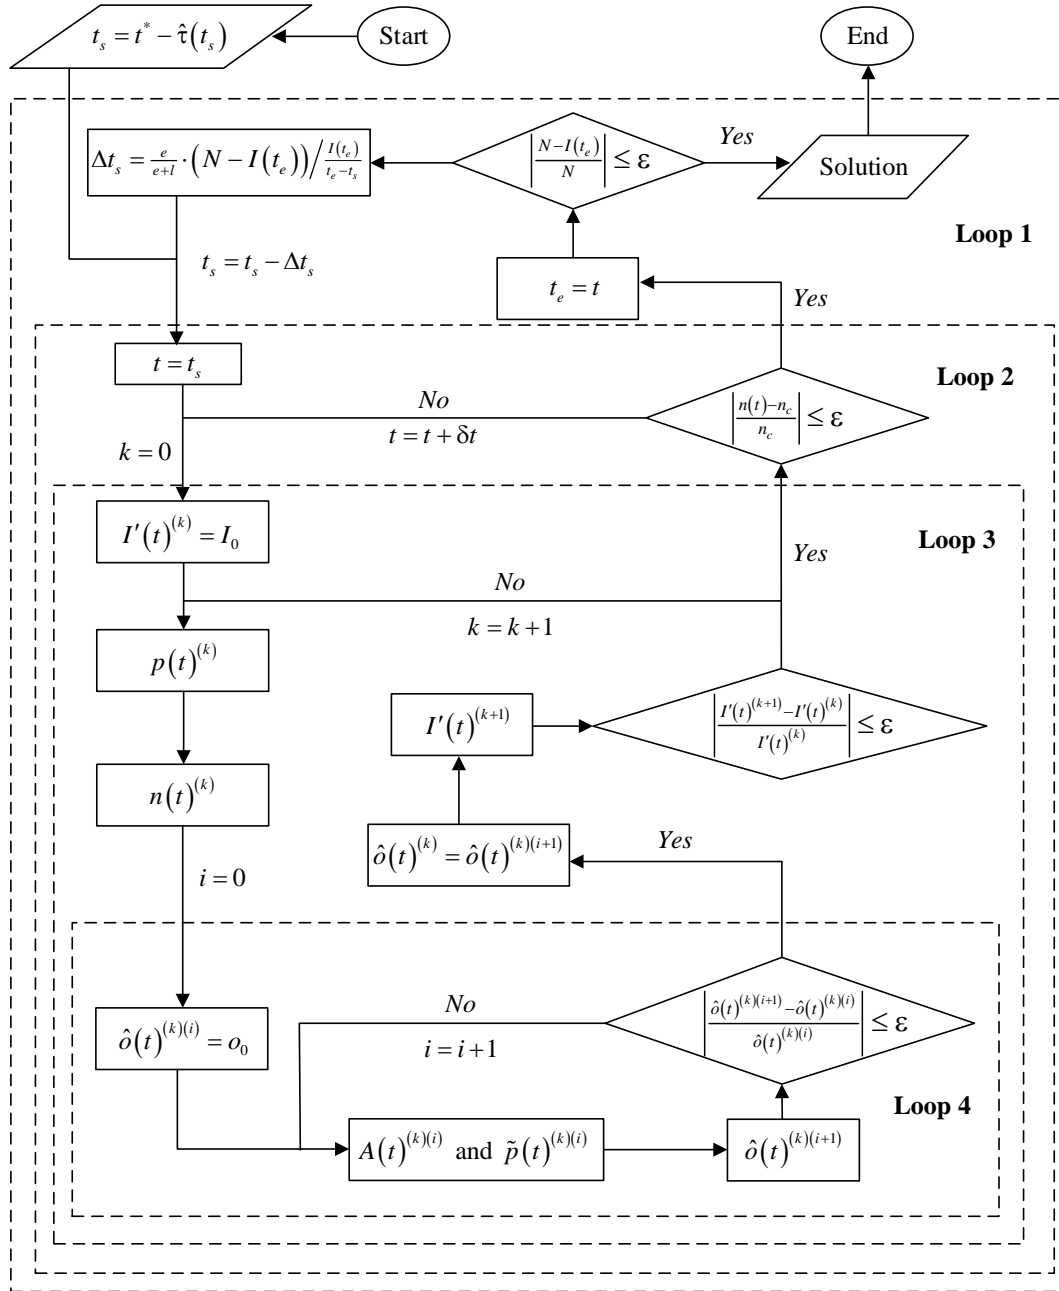 t_s = t^* − τ̂(t_s)
Start
End
Δt_s = e/(e+l) · (N − I(t_e)) / (I(t_e)/(t_e−t_s))
|(N−I(t_e))/N| ≤ ε
Yes
Solution
Loop 1
t_s = t_s − Δt_s
t_e = t
Yes
t = t_s
Loop 2
No
t = t + δt
|(n(t)−n_c)/n_c| ≤ ε
k = 0
I′(t)^(k) = I_0
Loop 3
Yes
No
k = k+1
p(t)^(k)
I′(t)^(k+1)
|(I′(t)^(k+1)−I′(t)^(k))/I′(t)^(k)| ≤ ε
n(t)^(k)
ô(t)^(k) = ô(t)^(k)(i+1)
Yes
i = 0
No
i = i+1
|(ô(t)^(k)(i+1)−ô(t)^(k)(i))/ô(t)^(k)(i)| ≤ ε
ô(t)^(k)(i) = o_0
Loop 4
A(t)^(k)(i) and p̃(t)^(k)(i)
ô(t)^(k)(i+1)